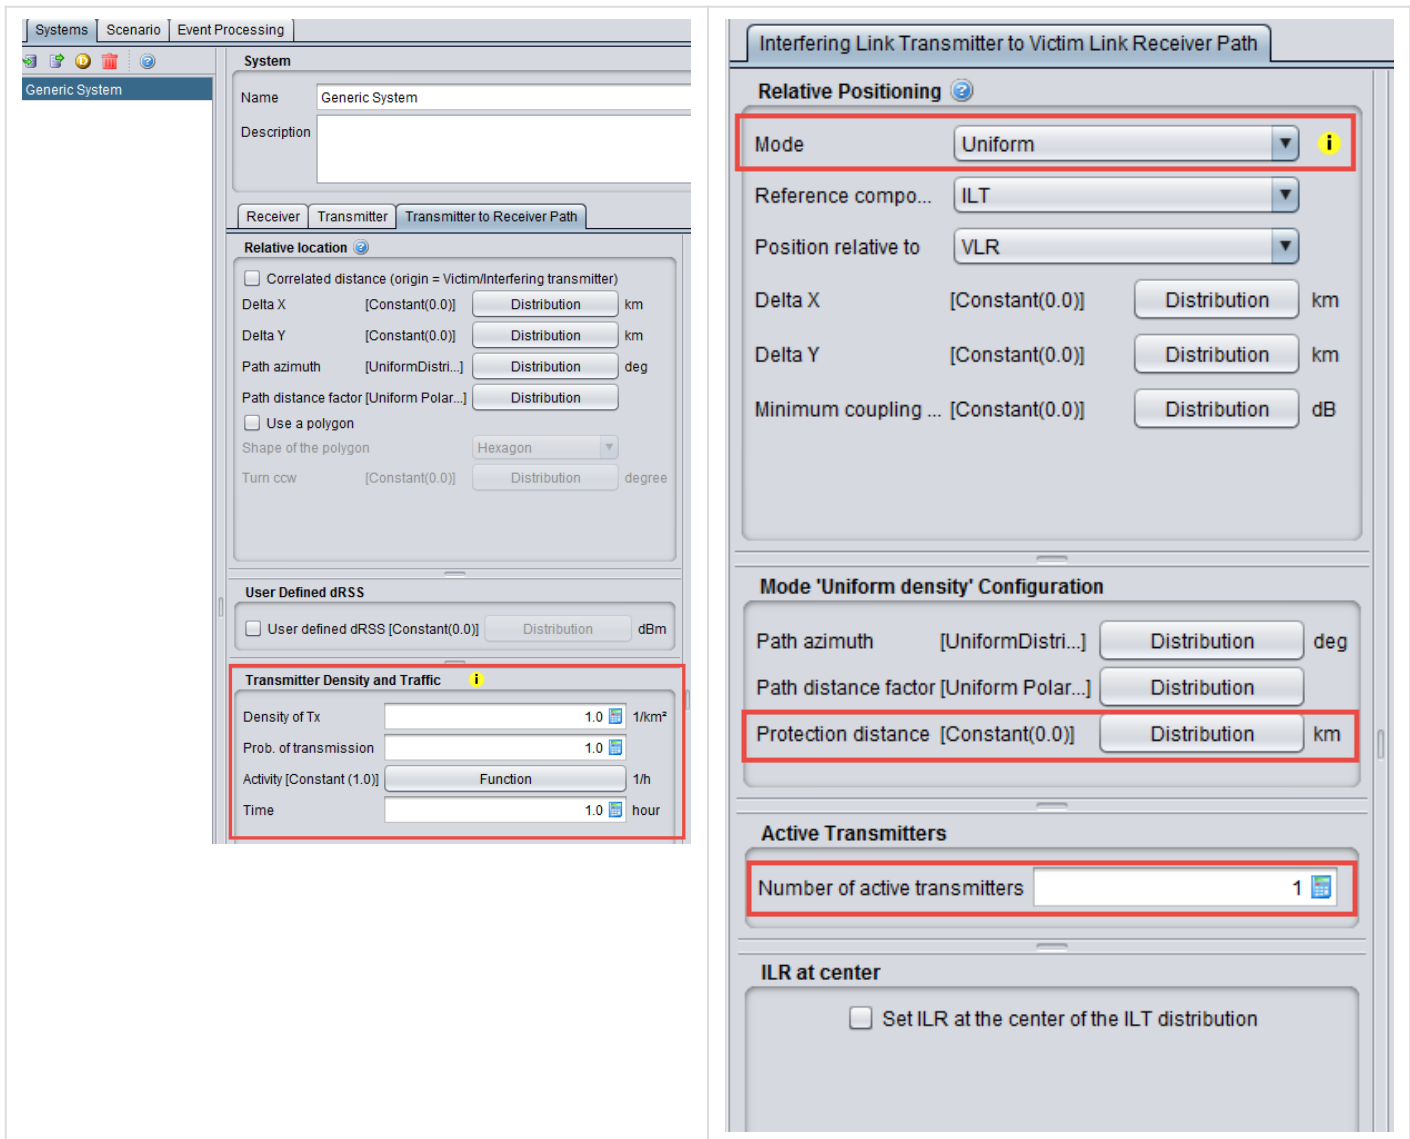 Systems Scenario Event Processing
Generic System
System
Name Generic System
Description
Receiver Transmitter Transmitter to Receiver Path
Relative location
Correlated distance (origin = Victim/Interfering transmitter)
Delta X [Constant(0.0)] Distribution km
Delta Y [Constant(0.0)] Distribution km
Path azimuth [UniformDistri...] Distribution deg
Path distance factor [Uniform Polar...] Distribution
Use a polygon
Shape of the polygon Hexagon
Turn ccw [Constant(0.0)] Distribution degree
User Defined dRSS
User defined dRSS [Constant(0.0)] Distribution dBm
Transmitter Density and Traffic i
Density of Tx 1.0 1/km²
Prob. of transmission 1.0
Activity [Constant (1.0)] Function 1/h
Time 1.0 hour
Interfering Link Transmitter to Victim Link Receiver Path
Relative Positioning
Mode Uniform i
Reference compo... ILT
Position relative to VLR
Delta X [Constant(0.0)] Distribution km
Delta Y [Constant(0.0)] Distribution km
Minimum coupling ... [Constant(0.0)] Distribution dB
Mode 'Uniform density' Configuration
Path azimuth [UniformDistri...] Distribution deg
Path distance factor [Uniform Polar...] Distribution
Protection distance [Constant(0.0)] Distribution km
Active Transmitters
Number of active transmitters 1
ILR at center
Set ILR at the center of the ILT distribution